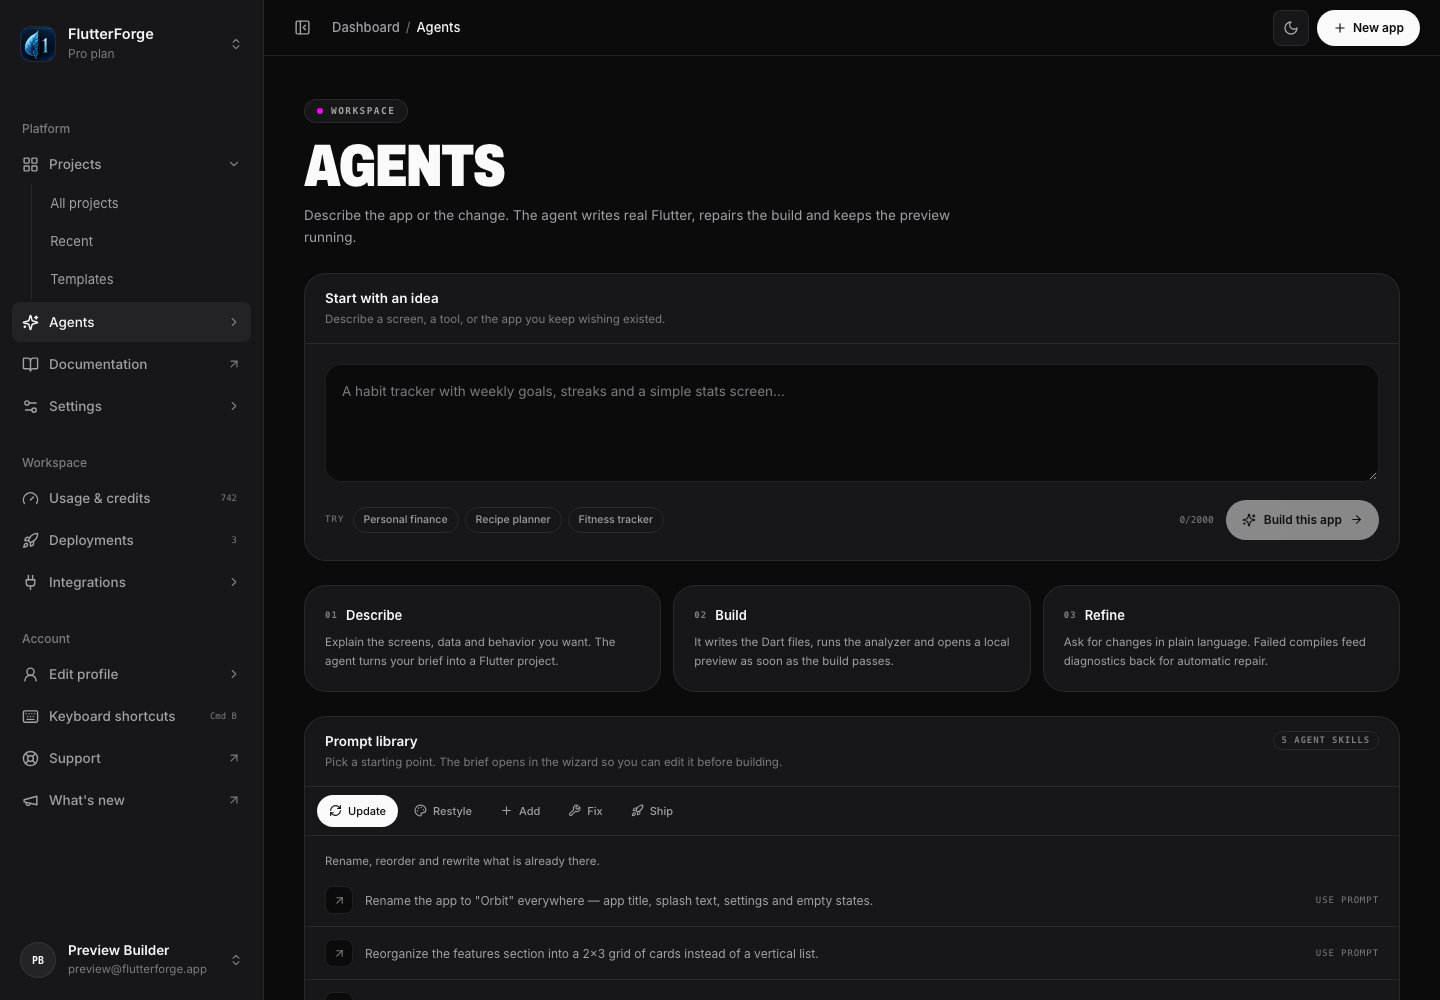 FlutterForge
Pro plan
Platform
Projects
All projects
Recent
Templates
Agents
Documentation
Settings
Workspace
Usage & credits 742
Deployments 3
Integrations
Account
Edit profile
Keyboard shortcuts Cmd B
Support
What's new
PB
Preview Builder
preview@flutterforge.app
Dashboard / Agents
New app
WORKSPACE
AGENTS
Describe the app or the change. The agent writes real Flutter, repairs the build and keeps the preview
running.
Start with an idea
Describe a screen, a tool, or the app you keep wishing existed.
A habit tracker with weekly goals, streaks and a simple stats screen...
TRY Personal finance Recipe planner Fitness tracker 0/2000 Build this app
01 Describe
Explain the screens, data and behavior you want. The
agent turns your brief into a Flutter project.
02 Build
It writes the Dart files, runs the analyzer and opens a local
preview as soon as the build passes.
03 Refine
Ask for changes in plain language. Failed compiles feed
diagnostics back for automatic repair.
Prompt library 5 AGENT SKILLS
Pick a starting point. The brief opens in the wizard so you can edit it before building.
Update Restyle Add Fix Ship
Rename, reorder and rewrite what is already there.
Rename the app to "Orbit" everywhere — app title, splash text, settings and empty states. USE PROMPT
Reorganize the features section into a 2×3 grid of cards instead of a vertical list. USE PROMPT